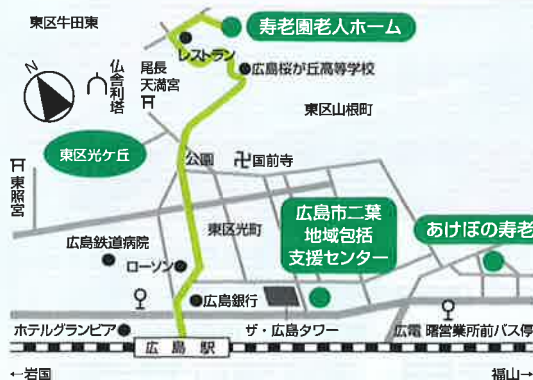 東区牛田東
寿老園老人ホーム
レストラン
N
仏舎利塔
尾長
天満宮
広島桜が丘高等学校
東区山根町
東区光ケ丘
公園
卍国前寺
東照宮
東区光町
広島市二葉
地域包括
支援センター
あけぼの寿老
広島鉄道病院
ローソン
広島銀行
ホテルグランビア
ザ・広島タワー
広電 曙営業所前バス停
広島駅
←岩国
福山→